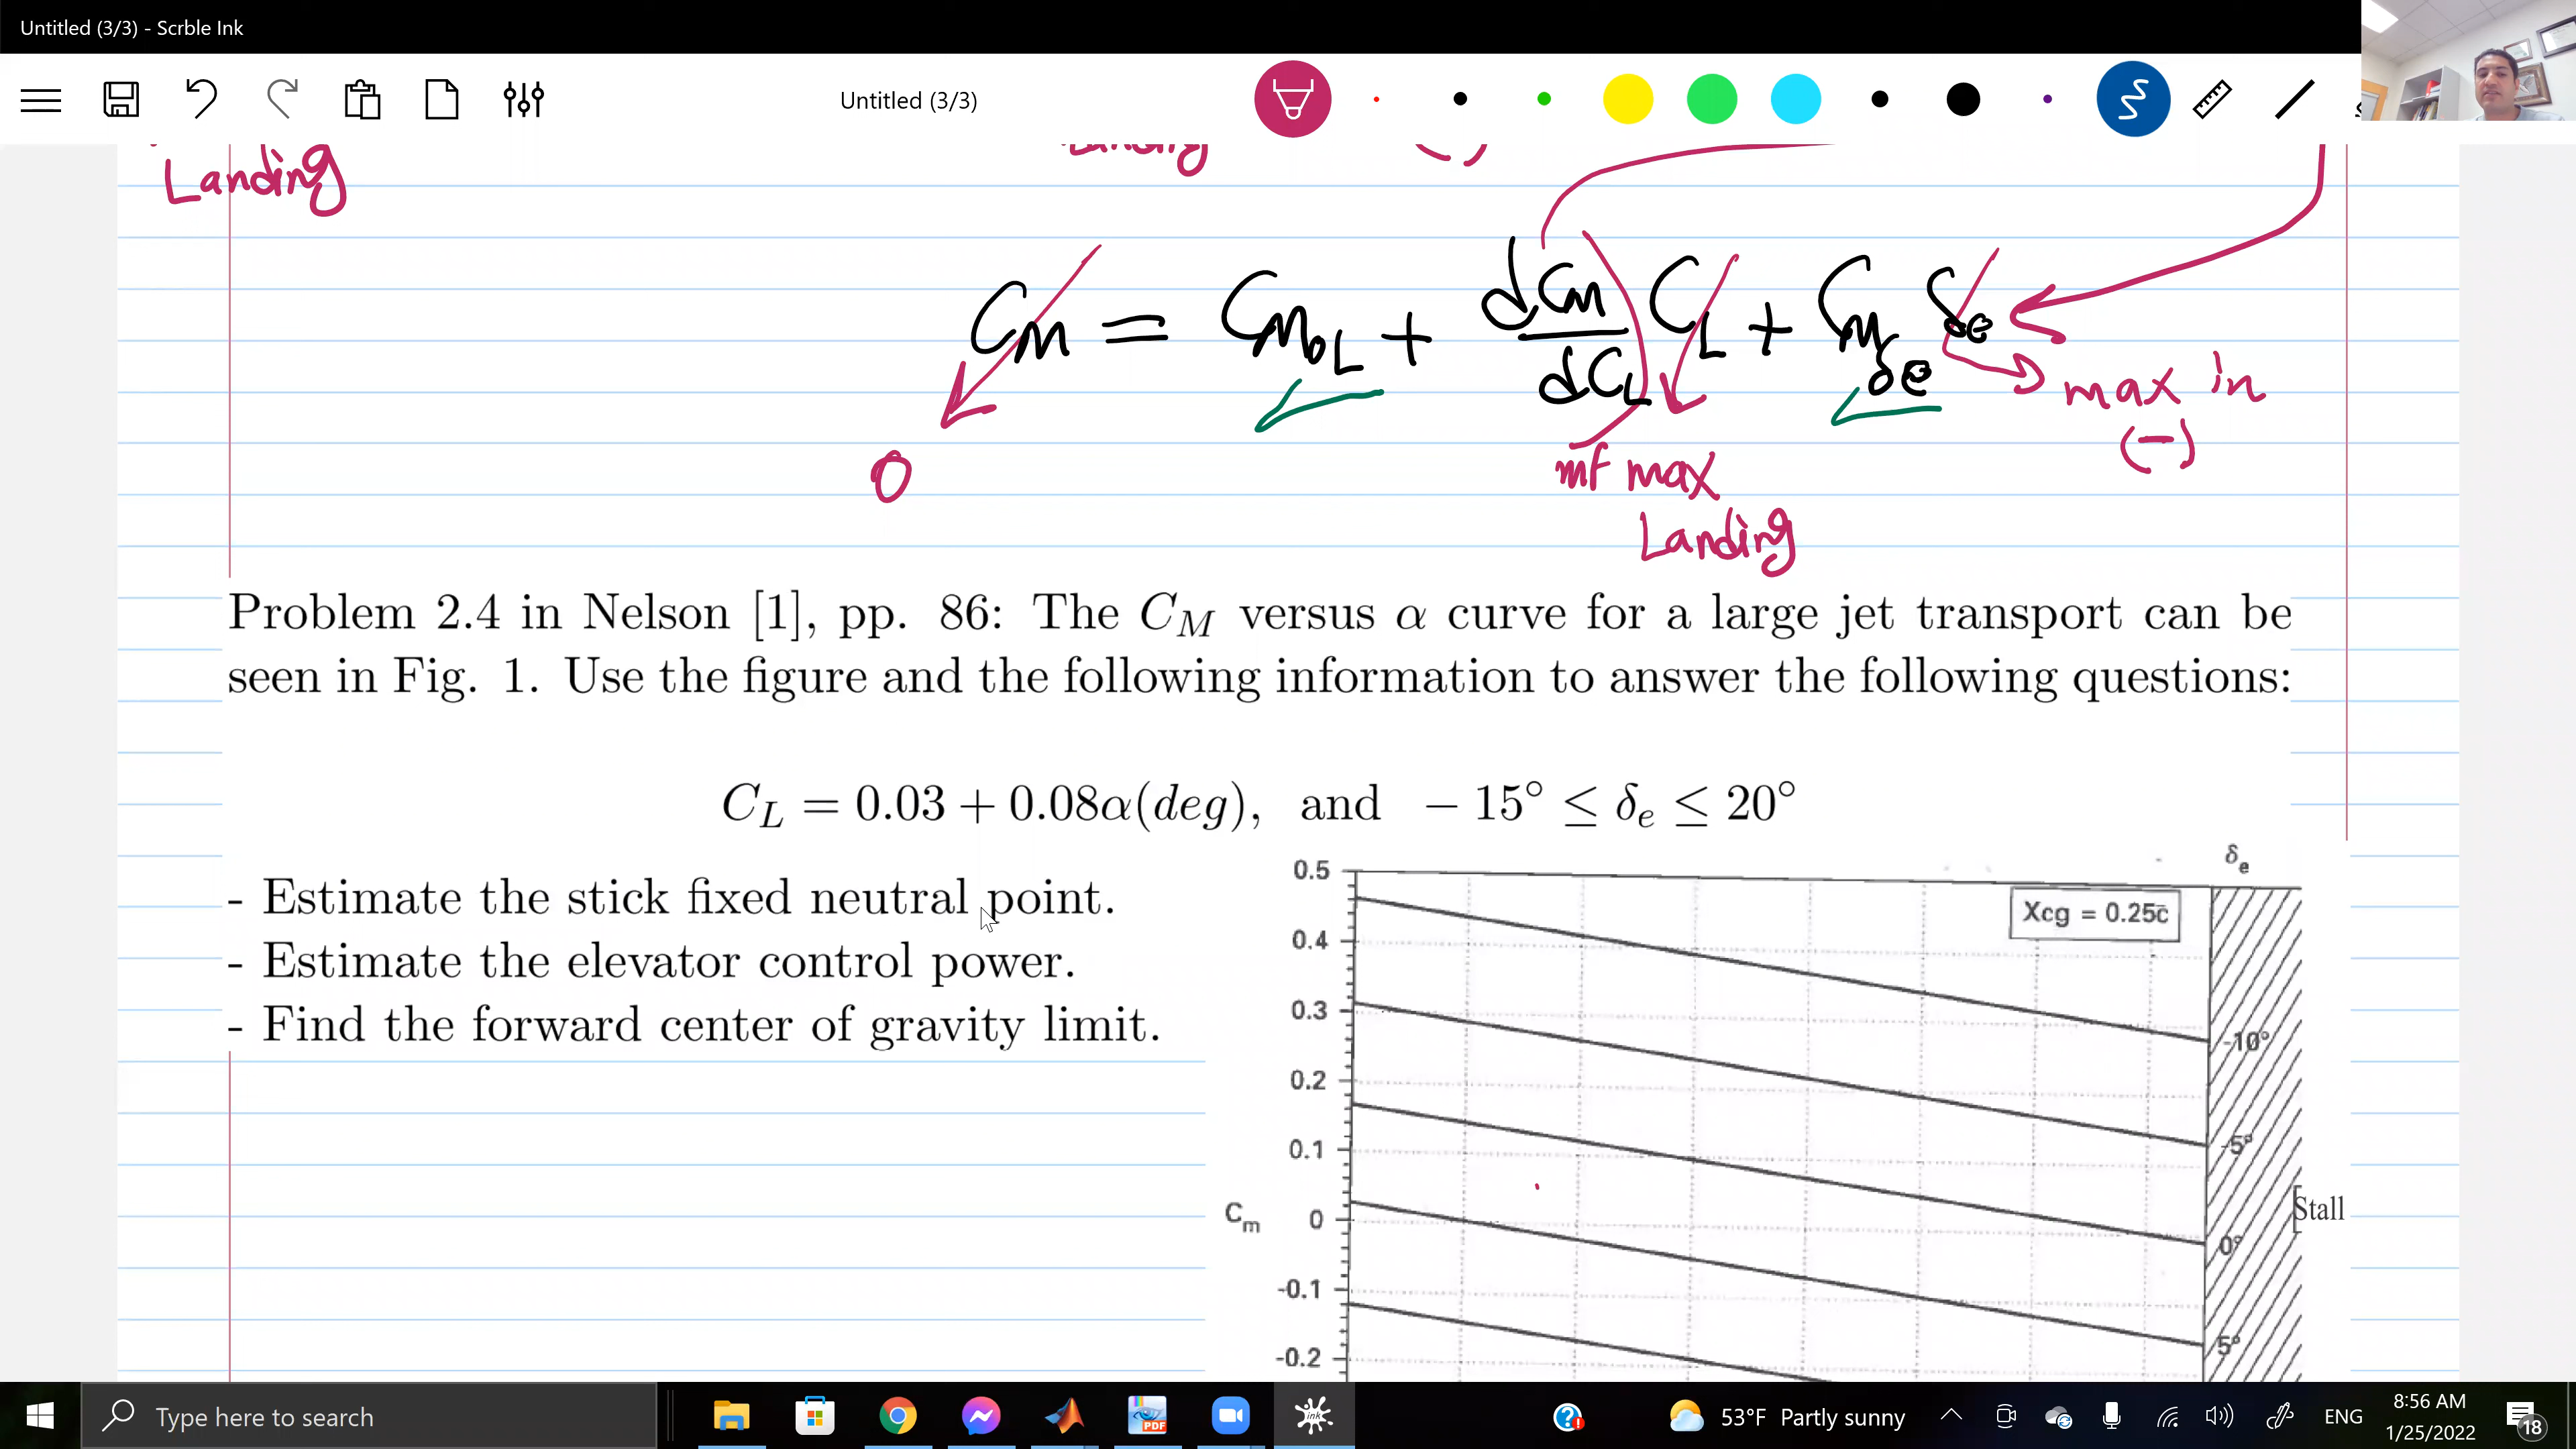 Untitled (3/3) - Scrble Ink
Untitled (3/3)
Landing
Landing (-)
Cm = Cm0L + dCm/dCL CL + Cmδe δe
0
mf max
Landing
max in
(-)
Problem 2.4 in Nelson [1], pp. 86: The C_M versus α curve for a large jet transport can be
seen in Fig. 1. Use the figure and the following information to answer the following questions:
C_L = 0.03 + 0.08α(deg), and − 15° ≤ δ_e ≤ 20°
- Estimate the stick fixed neutral point.
- Estimate the elevator control power.
- Find the forward center of gravity limit.
δe
0.5
Xcg = 0.25c̄
0.4
0.3
-10°
0.2
0.1
-5°
Cm
0
Stall
0°
-0.1
5°
-0.2
Type here to search
53°F Partly sunny
ENG
8:56 AM
1/25/2022
18